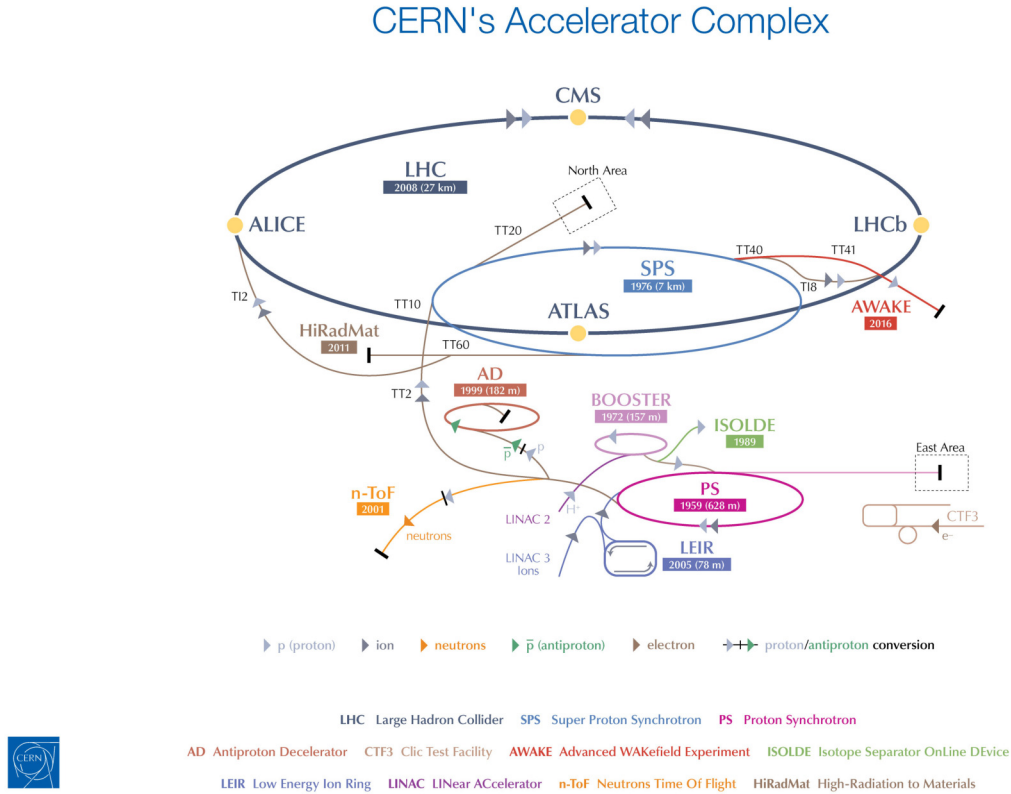 CERN's Accelerator Complex
CMS
North Area
LHC
2008 (27 km)
ALICE
LHCb
TT20
TT40
TT41
SPS
1976 (7 km)
TI2
TT10
TI8
ATLAS
AWAKE
2016
HiRadMat
2011
TT60
AD
1999 (182 m)
TT2
BOOSTER
1972 (157 m)
ISOLDE
1989
p̅
p
East Area
n-ToF
2001
PS
1959 (628 m)
LINAC 2
H⁺
neutrons
CTF3
e⁻
LINAC 3
Ions
LEIR
2005 (78 m)
p (proton) ion neutrons p̅ (antiproton) electron proton/antiproton conversion
LHC Large Hadron Collider SPS Super Proton Synchrotron PS Proton Synchrotron
AD Antiproton Decelerator CTF3 Clic Test Facility AWAKE Advanced WAKefield Experiment ISOLDE Isotope Separator OnLine DEvice
LEIR Low Energy Ion Ring LINAC LINear ACcelerator n-ToF Neutrons Time Of Flight HiRadMat High-Radiation to Materials
CERN